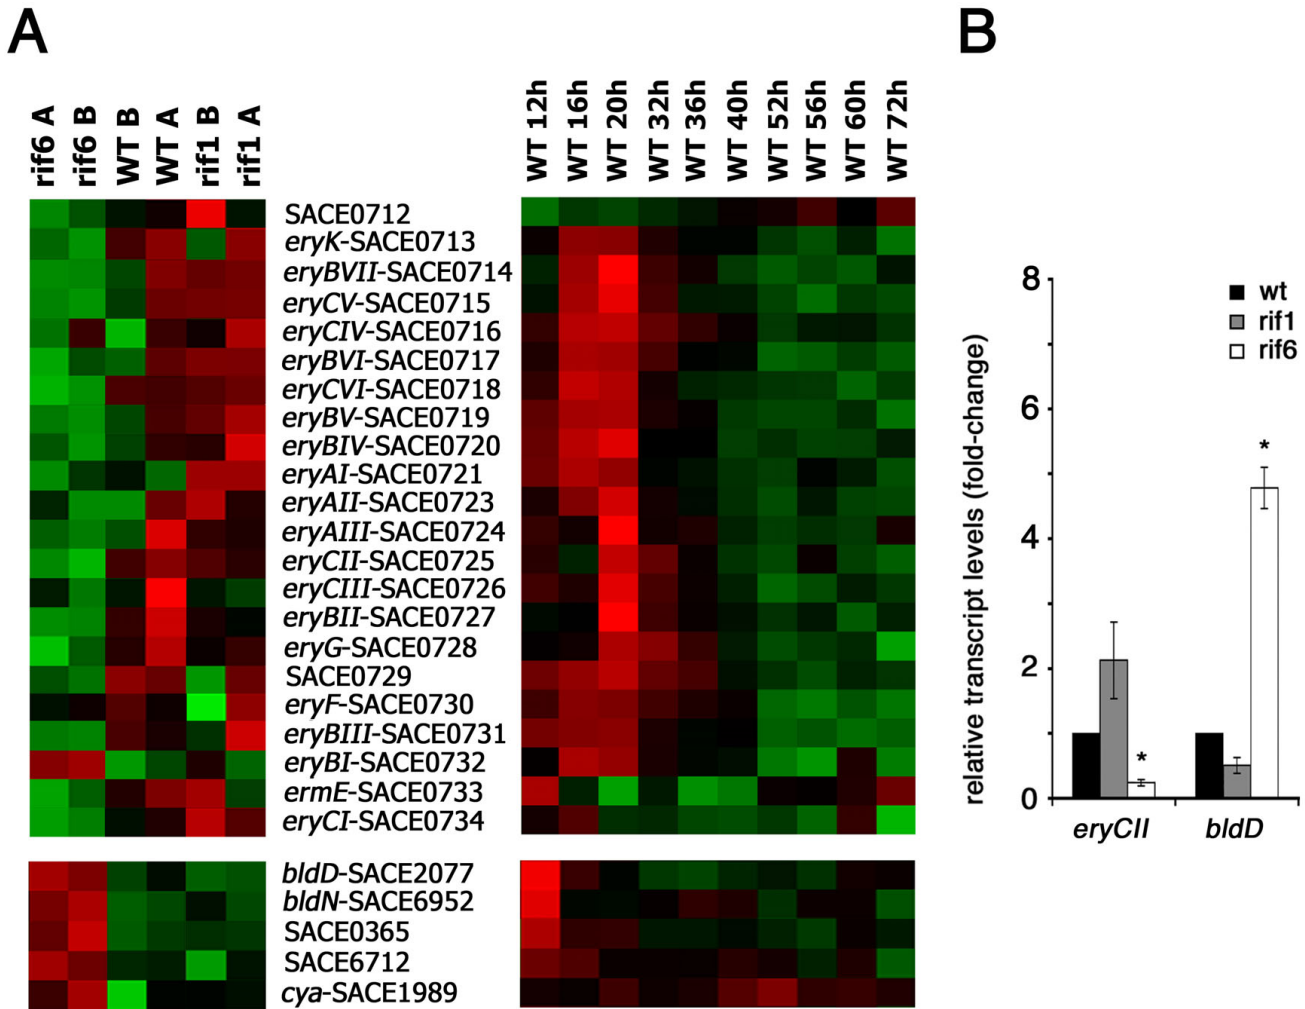 A
B
rif6 A
rif6 B
WT B
WT A
rif1 B
rif1 A
WT 12h
WT 16h
WT 20h
WT 32h
WT 36h
WT 40h
WT 52h
WT 56h
WT 60h
WT 72h
SACE0712
eryK-SACE0713
eryBVII-SACE0714
eryCV-SACE0715
eryCIV-SACE0716
eryBVI-SACE0717
eryCVI-SACE0718
eryBV-SACE0719
eryBIV-SACE0720
eryAI-SACE0721
eryAII-SACE0723
eryAIII-SACE0724
eryCII-SACE0725
eryCIII-SACE0726
eryBII-SACE0727
eryG-SACE0728
SACE0729
eryF-SACE0730
eryBIII-SACE0731
eryBI-SACE0732
ermE-SACE0733
eryCI-SACE0734
bldD-SACE2077
bldN-SACE6952
SACE0365
SACE6712
cya-SACE1989
relative transcript levels (fold-change)
8
6
4
2
0
wt
rif1
rif6
*
*
eryCII
bldD